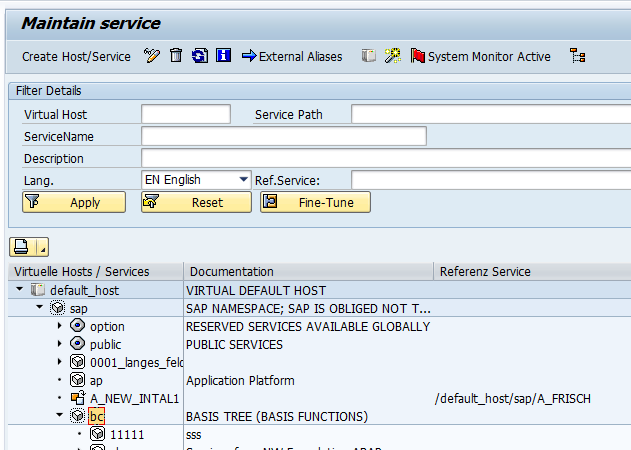 Maintain service
Create Host/Service External Aliases System Monitor Active
Filter Details
Virtual Host Service Path
ServiceName
Description
Lang. EN English Ref.Service:
Apply Reset Fine-Tune
Virtuelle Hosts / Services Documentation Referenz Service
default_host VIRTUAL DEFAULT HOST
sap SAP NAMESPACE; SAP IS OBLIGED NOT T...
option RESERVED SERVICES AVAILABLE GLOBALLY
public PUBLIC SERVICES
0001_langes_feld
ap Application Platform
A_NEW_INTAL1 /default_host/sap/A_FRISCH
bc BASIS TREE (BASIS FUNCTIONS)
11111 sss